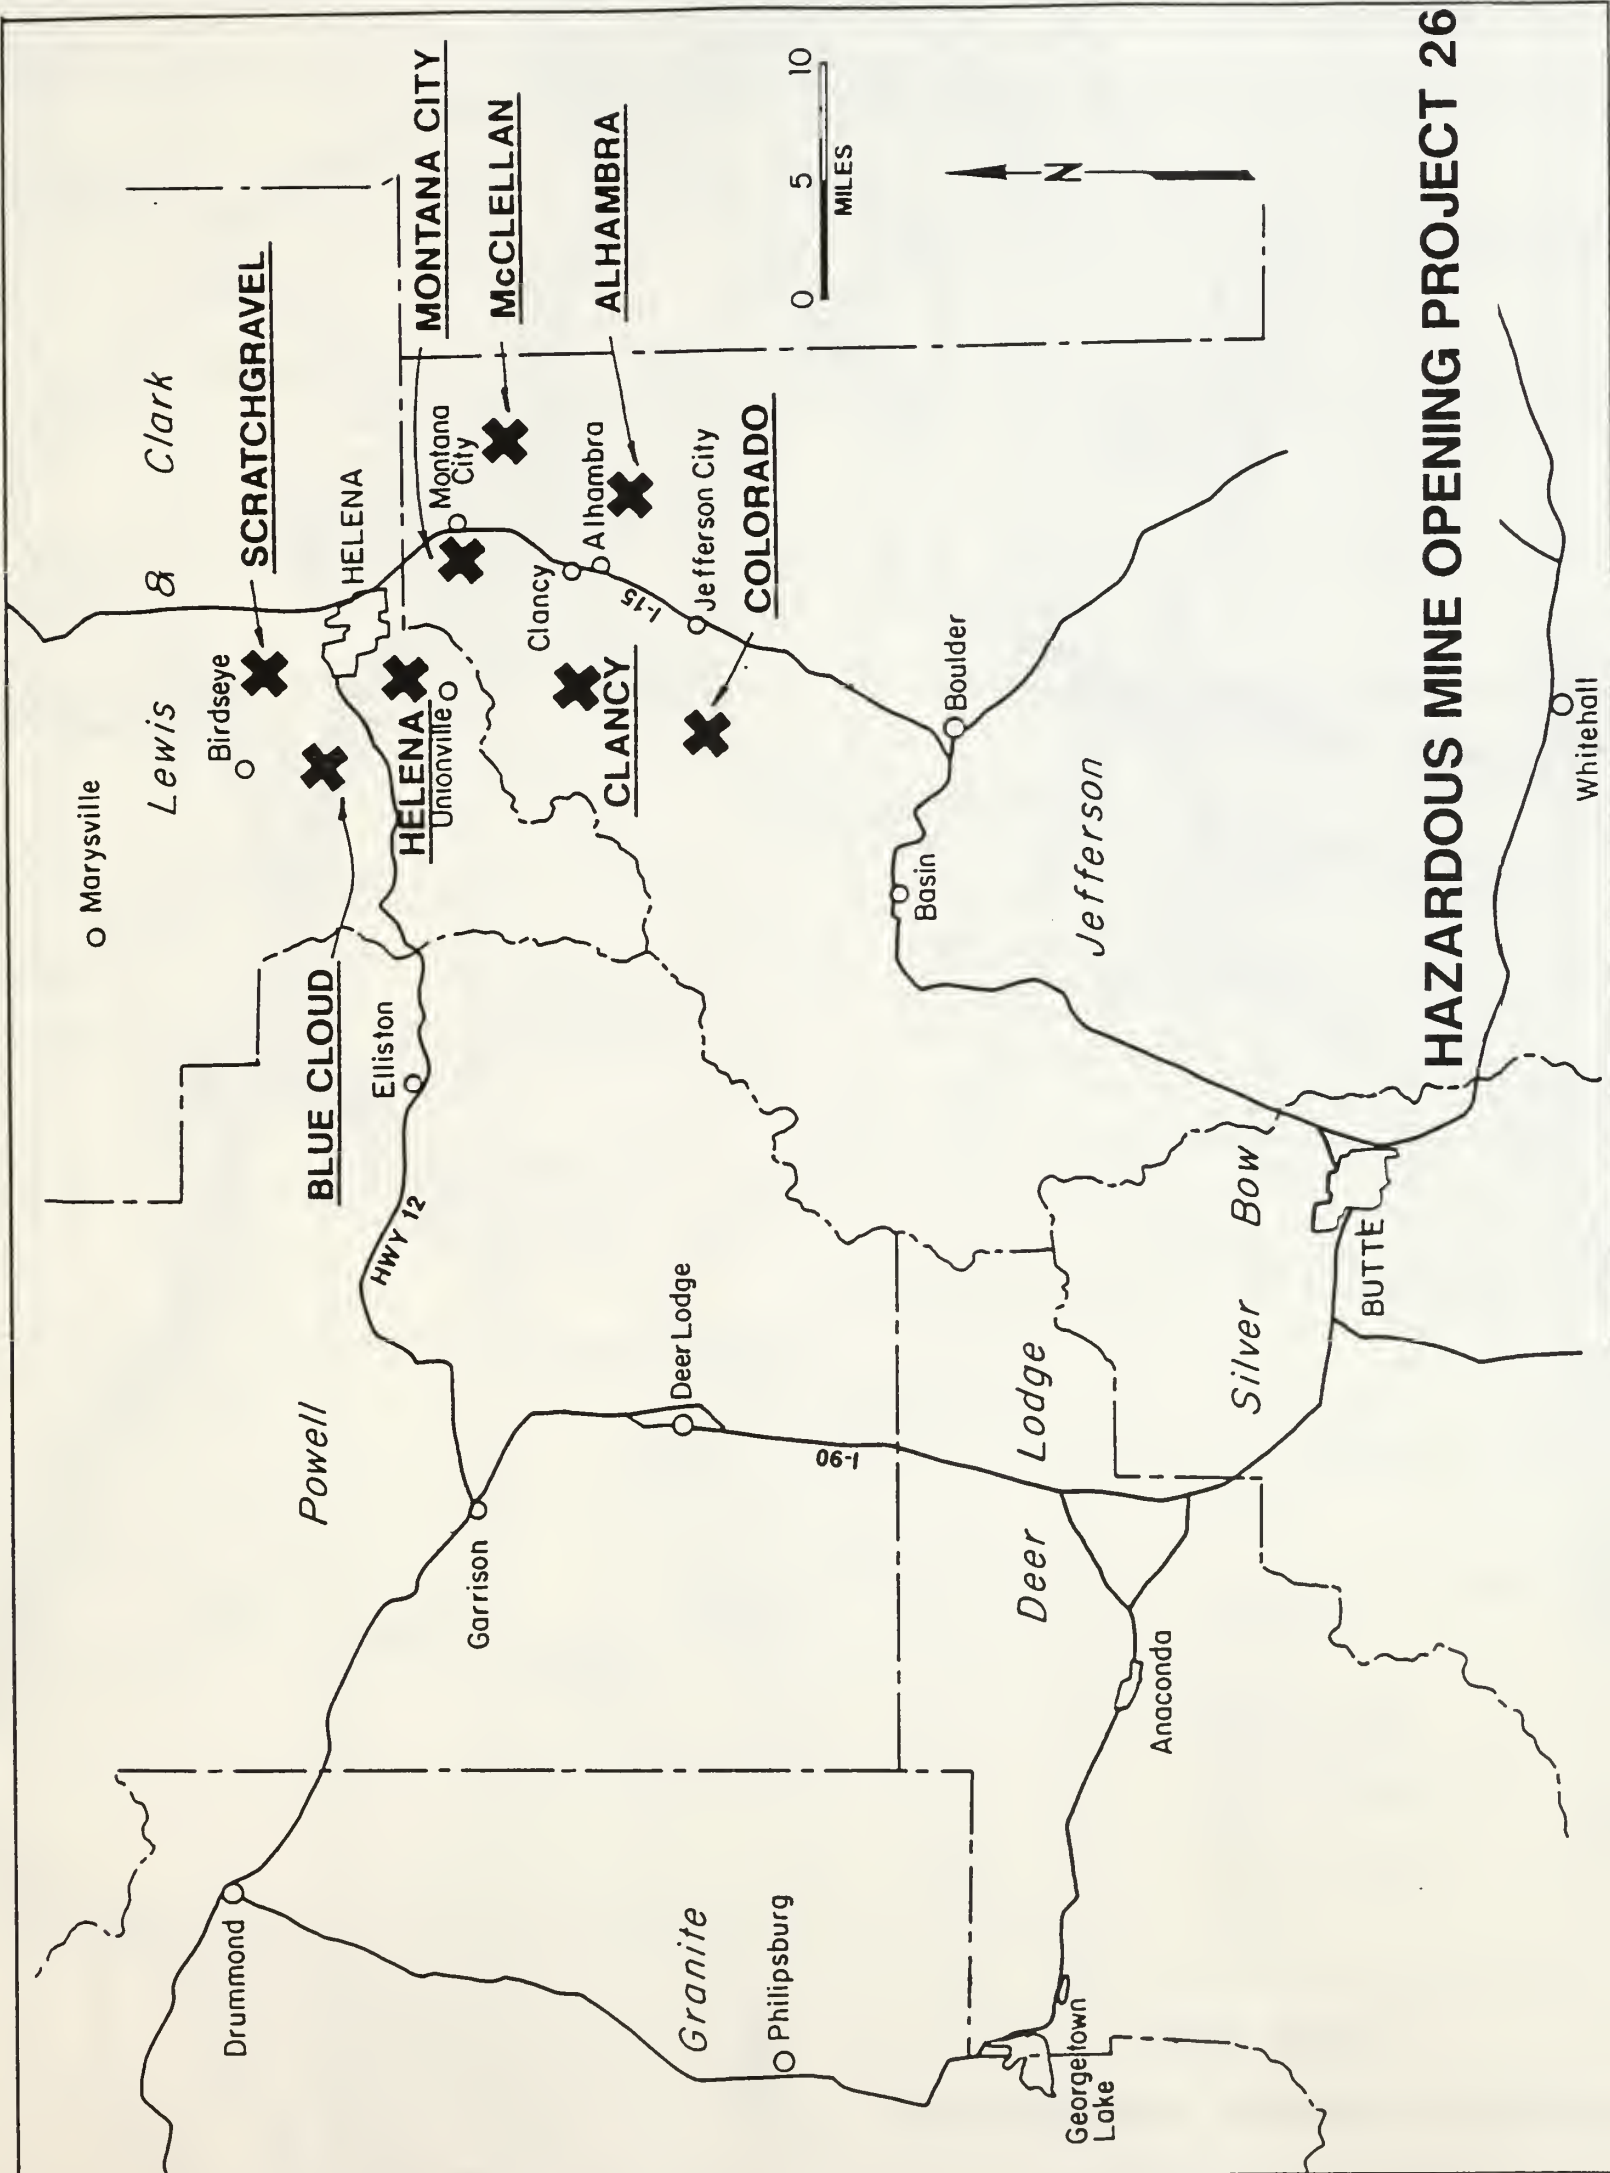 Marysville
Lewis & Clark
Birdseye
SCRATCHGRAVEL
HELENA
MONTANA CITY
Montana
City
McCLELLAN
ALHAMBRA
BLUE CLOUD
Elliston
HELENA
Unionville
Clancy
Alhambra
CLANCY
I-15
Jefferson City
COLORADO
0 5 10
MILES
N
HWY 12
Powell
Garrison
Drummond
Deer Lodge
I-90
Granite
Philipsburg
Georgetown
Lake
Deer Lodge
Anaconda
Silver Bow
BUTTE
Basin
Boulder
Jefferson
Whitehall
HAZARDOUS MINE OPENING PROJECT 26